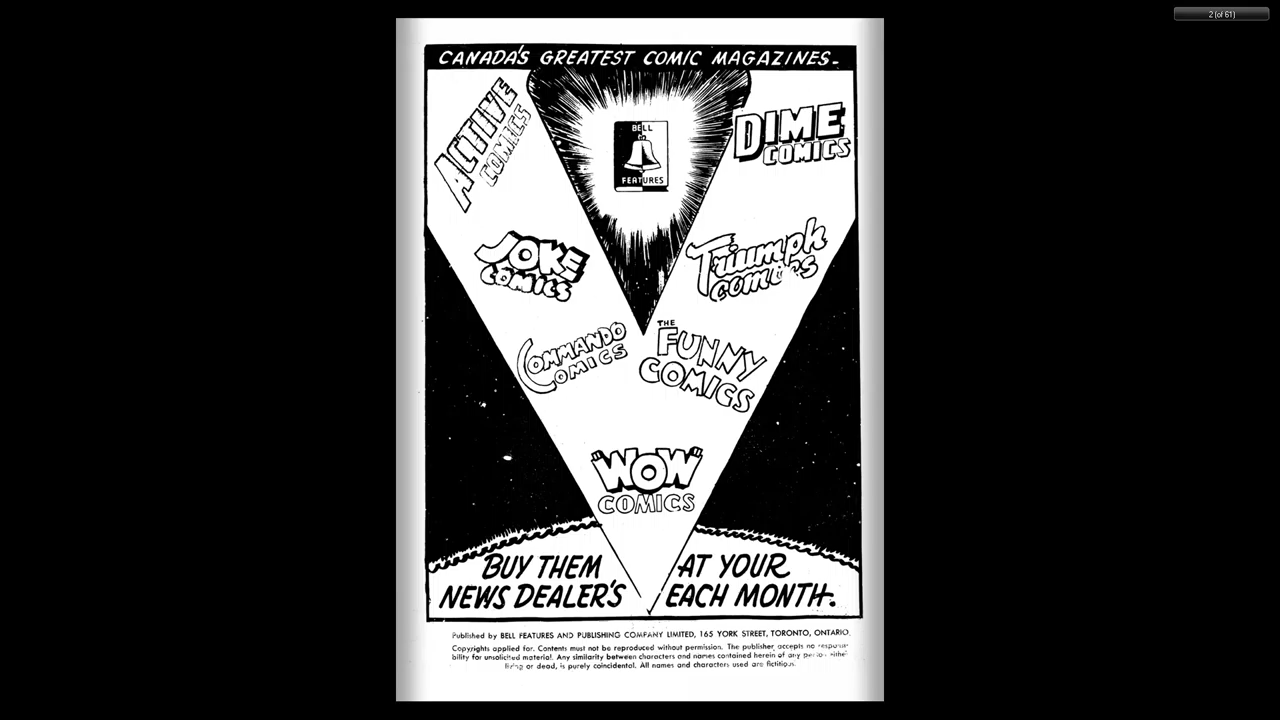 2 (of 61)
CANADA'S GREATEST COMIC MAGAZINES.
ACTIVE
COMICS
BELL
FEATURES
DIME
COMICS
JOKE
COMICS
Triumph
COMICS
COMMANDO
COMICS
THE
FUNNY
COMICS
"WOW"
COMICS
BUY THEM AT YOUR
NEWS DEALER'S EACH MONTH.
Published by BELL FEATURES AND PUBLISHING COMPANY LIMITED, 165 YORK STREET, TORONTO, ONTARIO.
Copyrights applied for. Contents must not be reproduced without permission. The publisher accepts no responsi-
bility for unsolicited material. Any similarity between characters and names contained herein of any person either
living or dead, is purely coincidental. All names and characters used are fictitious.